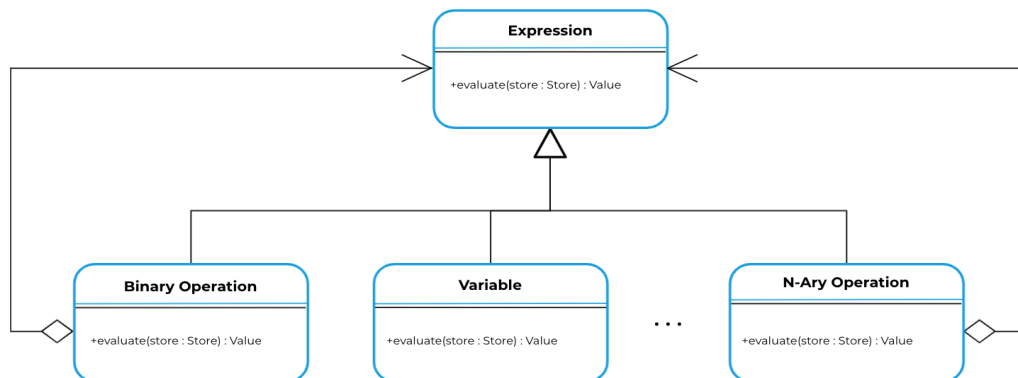 Expression
+evaluate(store : Store) : Value
Binary Operation
+evaluate(store : Store) : Value
Variable
+evaluate(store : Store) : Value
...
N-Ary Operation
+evaluate(store : Store) : Value